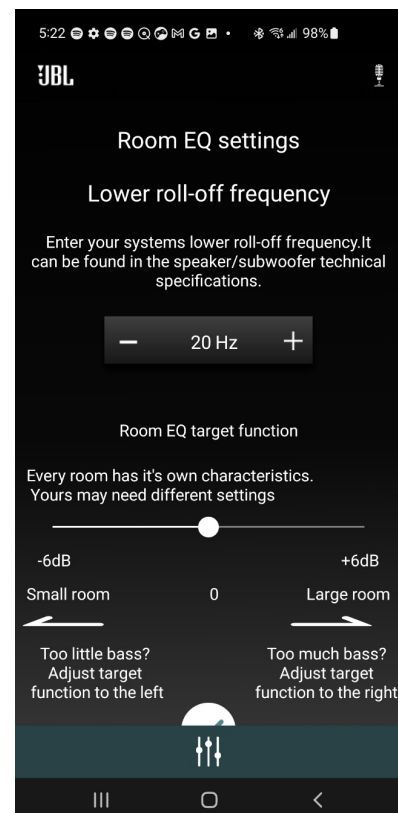 5:22 98%
JBL
Room EQ settings
Lower roll-off frequency
Enter your systems lower roll-off frequency.It
can be found in the speaker/subwoofer technical
specifications.
− 20 Hz +
Room EQ target function
Every room has it's own characteristics.
Yours may need different settings
-6dB +6dB
Small room 0 Large room
Too little bass? Too much bass?
Adjust target Adjust target
function to the left function to the right